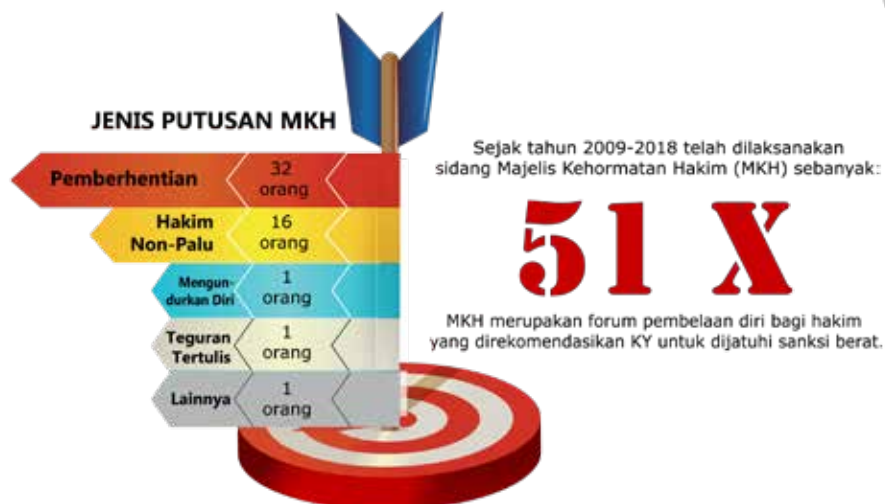 JENIS PUTUSAN MKH
Pemberhentian
32
orang
Hakim
Non-Palu
16
orang
Mengun-
durkan Diri
1
orang
Teguran
Tertulis
1
orang
Lainnya
1
orang
Sejak tahun 2009-2018 telah dilaksanakan
sidang Majelis Kehormatan Hakim (MKH) sebanyak:
51 X
MKH merupakan forum pembelaan diri bagi hakim
yang direkomendasikan KY untuk dijatuhi sanksi berat.